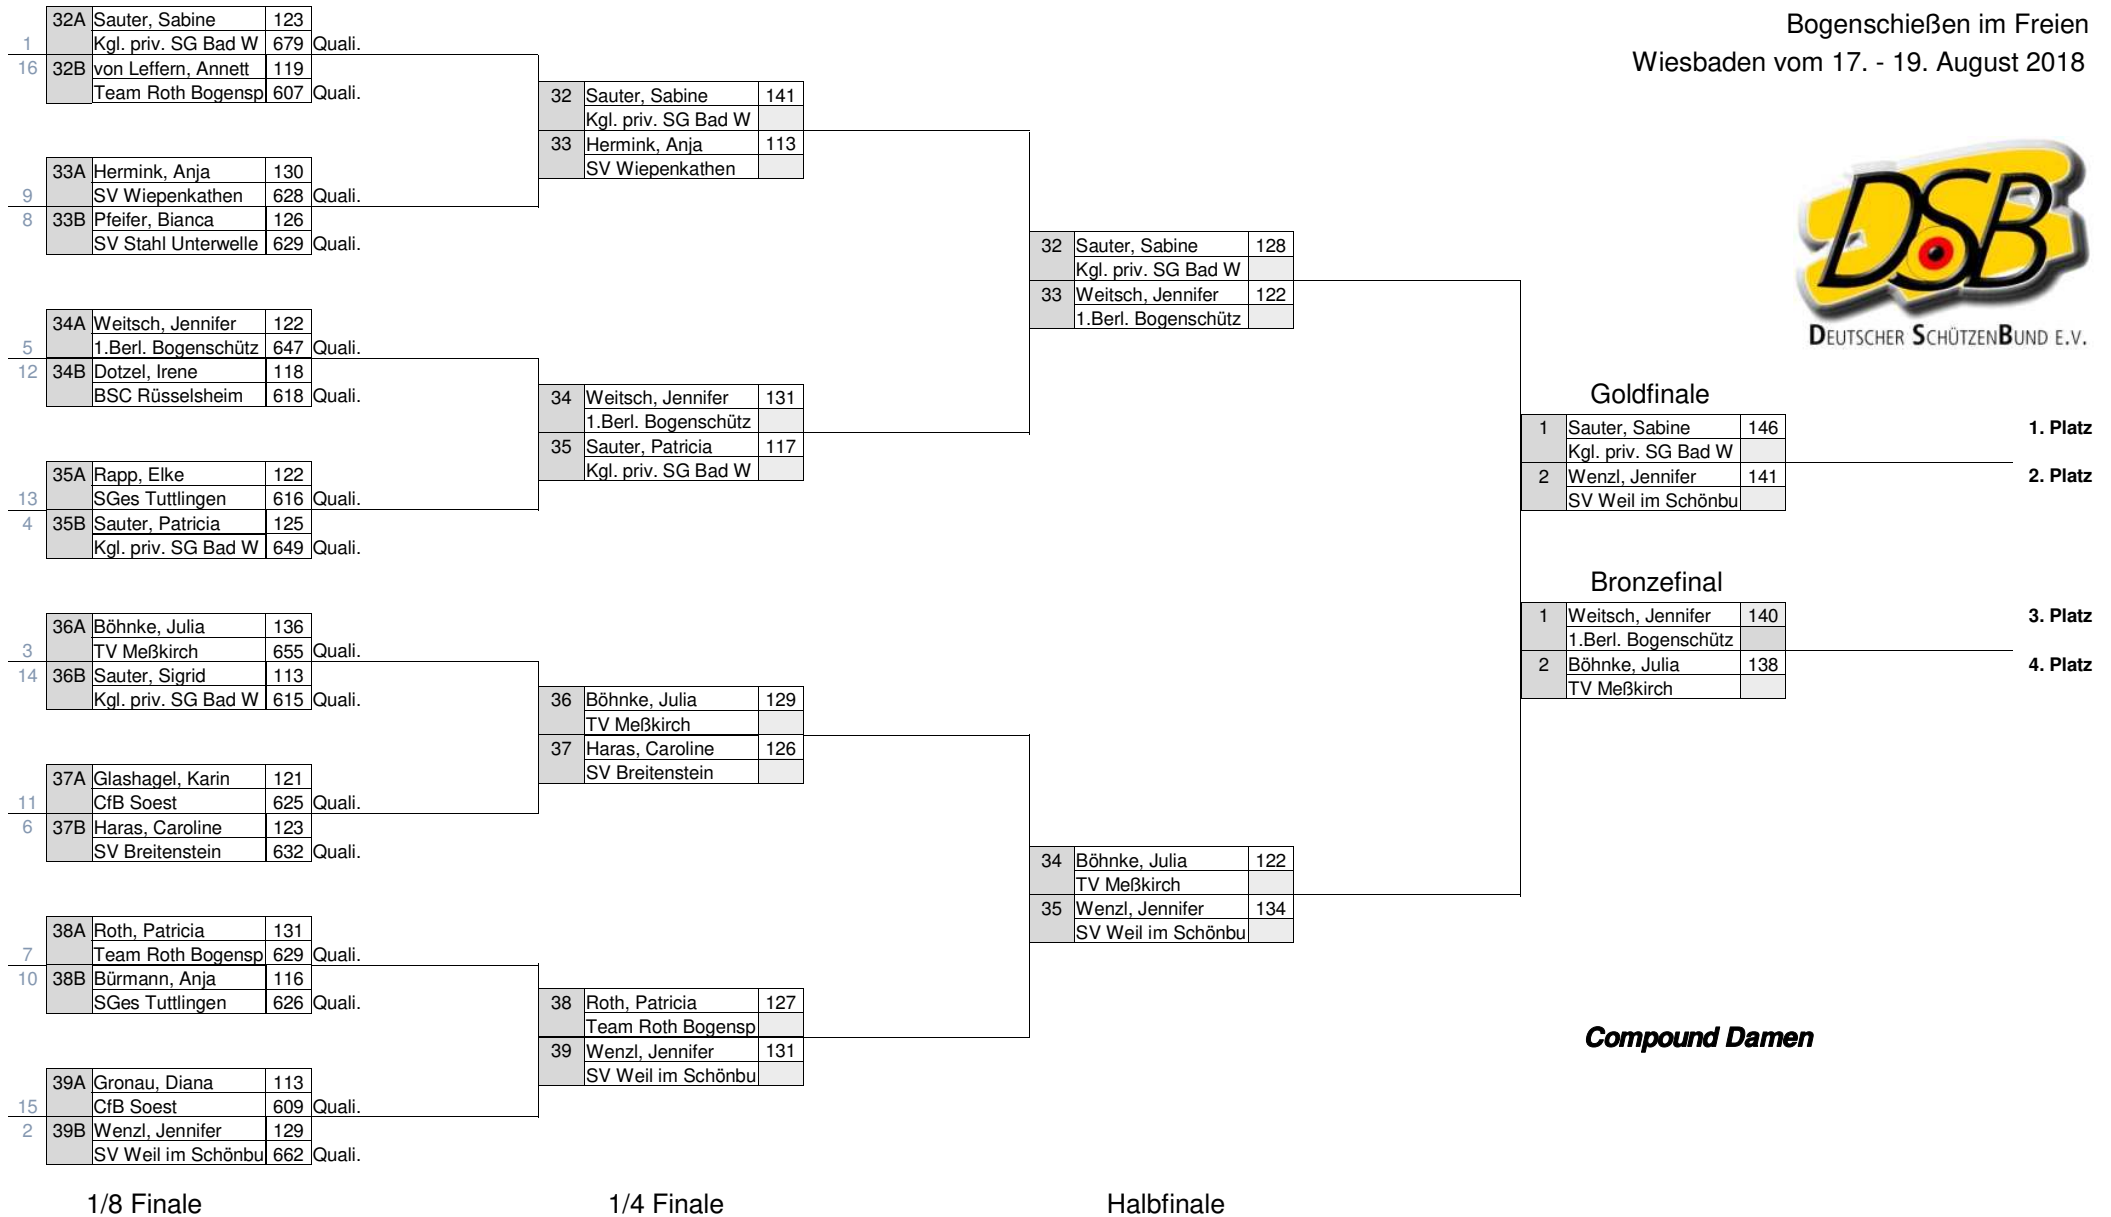 Bogenschießen im Freien
Wiesbaden vom 17. - 19. August 2018
DSB
DEUTSCHER SCHÜTZENBUND E.V.
32A Sauter, Sabine 123
1 Kgl. priv. SG Bad W 679 Quali.
16 32B von Leffern, Annett 119
Team Roth Bogensp 607 Quali.
33A Hermink, Anja 130
9 SV Wiepenkathen 628 Quali.
8 33B Pfeifer, Bianca 126
SV Stahl Unterwelle 629 Quali.
34A Weitsch, Jennifer 122
5 1.Berl. Bogenschütz 647 Quali.
12 34B Dotzel, Irene 118
BSC Rüsselsheim 618 Quali.
35A Rapp, Elke 122
13 SGes Tuttlingen 616 Quali.
4 35B Sauter, Patricia 125
Kgl. priv. SG Bad W 649 Quali.
36A Böhnke, Julia 136
3 TV Meßkirch 655 Quali.
14 36B Sauter, Sigrid 113
Kgl. priv. SG Bad W 615 Quali.
37A Glashagel, Karin 121
11 CfB Soest 625 Quali.
6 37B Haras, Caroline 123
SV Breitenstein 632 Quali.
38A Roth, Patricia 131
7 Team Roth Bogensp 629 Quali.
10 38B Bürmann, Anja 116
SGes Tuttlingen 626 Quali.
39A Gronau, Diana 113
15 CfB Soest 609 Quali.
2 39B Wenzl, Jennifer 129
SV Weil im Schönbu 662 Quali.
1/8 Finale
32 Sauter, Sabine 141
Kgl. priv. SG Bad W
33 Hermink, Anja 113
SV Wiepenkathen
34 Weitsch, Jennifer 131
1.Berl. Bogenschütz
35 Sauter, Patricia 117
Kgl. priv. SG Bad W
36 Böhnke, Julia 129
TV Meßkirch
37 Haras, Caroline 126
SV Breitenstein
38 Roth, Patricia 127
Team Roth Bogensp
39 Wenzl, Jennifer 131
SV Weil im Schönbu
1/4 Finale
32 Sauter, Sabine 128
Kgl. priv. SG Bad W
33 Weitsch, Jennifer 122
1.Berl. Bogenschütz
34 Böhnke, Julia 122
TV Meßkirch
35 Wenzl, Jennifer 134
SV Weil im Schönbu
Halbfinale
Goldfinale
1 Sauter, Sabine 146 1. Platz
Kgl. priv. SG Bad W
2 Wenzl, Jennifer 141 2. Platz
SV Weil im Schönbu
Bronzefinal
1 Weitsch, Jennifer 140 3. Platz
1.Berl. Bogenschütz
2 Böhnke, Julia 138 4. Platz
TV Meßkirch
Compound Damen